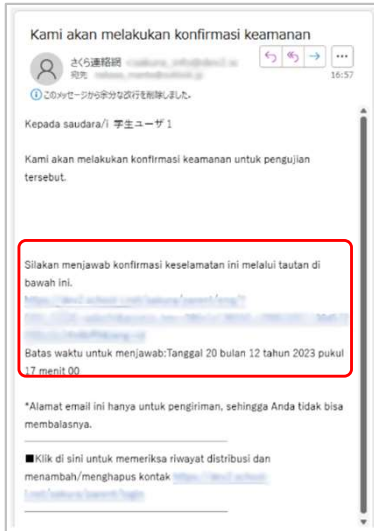 Kami akan melakukan konfirmasi keamanan
さくら連絡網
宛先
16:57
このメッセージから余分な改行を削除しました。
Kepada saudara/i 学生ユーザ1
Kami akan melakukan konfirmasi keamanan untuk pengujian
tersebut.
Silakan menjawab konfirmasi keselamatan ini melalui tautan di
bawah ini.
Batas waktu untuk menjawab:Tanggal 20 bulan 12 tahun 2023 pukul
17 menit 00
*Alamat email ini hanya untuk pengiriman, sehingga Anda tidak bisa
membalasnya.
■Klik di sini untuk memeriksa riwayat distribusi dan
menambah/menghapus kontak